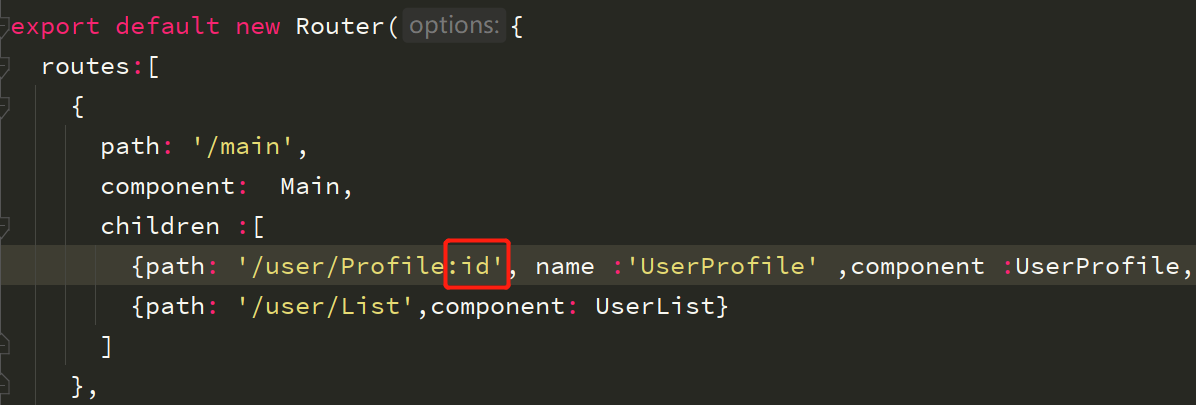 export default new Router( options: {
routes:[
{
path: '/main',
component:  Main,
children :[
{path: '/user/Profile:id', name :'UserProfile' ,component :UserProfile,
{path: '/user/List',component: UserList}
]
},